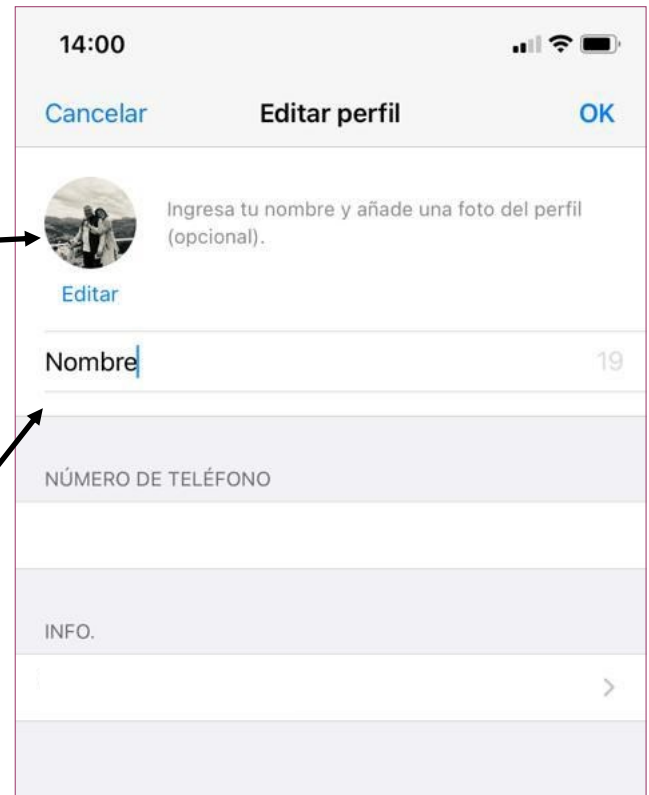 14:00
Cancelar Editar perfil OK
Ingresa tu nombre y añade una foto del perfil
(opcional).
Editar
Nombre 19
NÚMERO DE TELÉFONO
INFO.